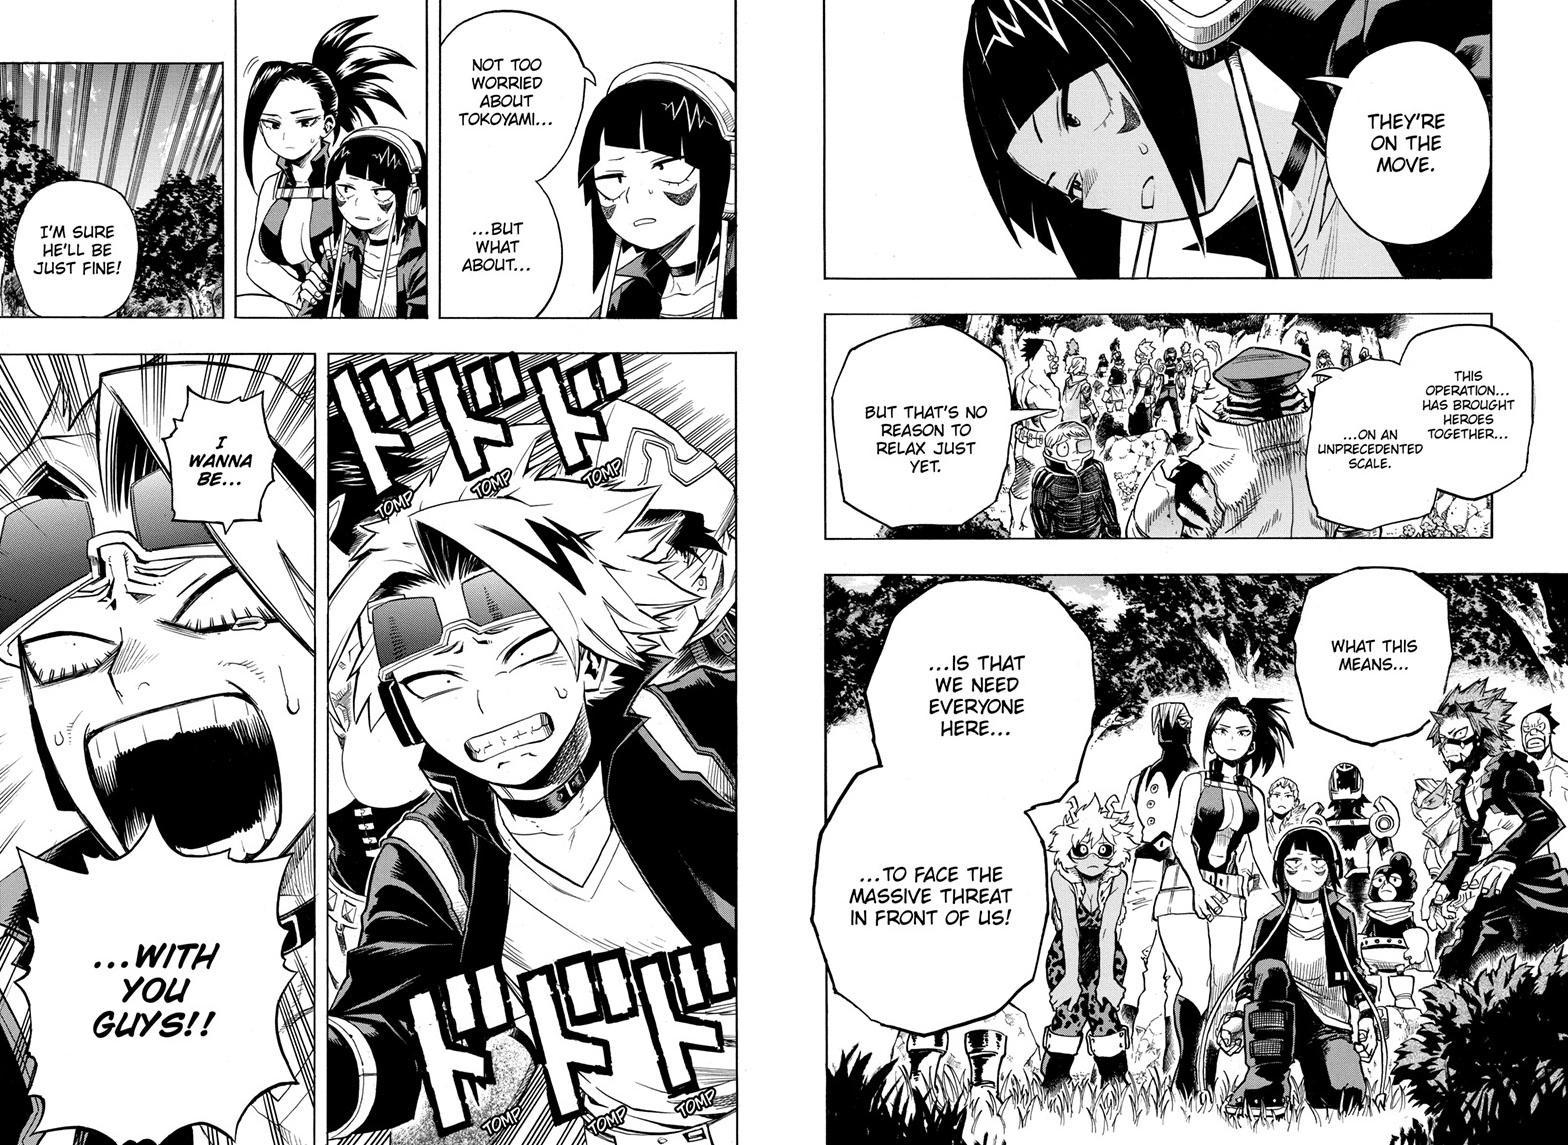 THEY'RE
ON THE
MOVE.
THIS
OPERATION...
HAS BROUGHT
HEROES
TOGETHER...
...ON AN
UNPRECEDENTED
SCALE.
BUT THAT'S NO
REASON TO
RELAX JUST
YET.
WHAT THIS
MEANS...
...IS THAT
WE NEED
EVERYONE
HERE...
...TO FACE THE
MASSIVE THREAT
IN FRONT OF US!
NOT TOO
WORRIED
ABOUT
TOKOYAMI...
...BUT
WHAT
ABOUT...
I'M SURE
HE'LL BE
JUST FINE!
ドドド
TOMP
TOMP
TOMP
ドドド
TOMP
TOMP
TOMP
I
WANNA
BE...
...WITH
YOU
GUYS!!